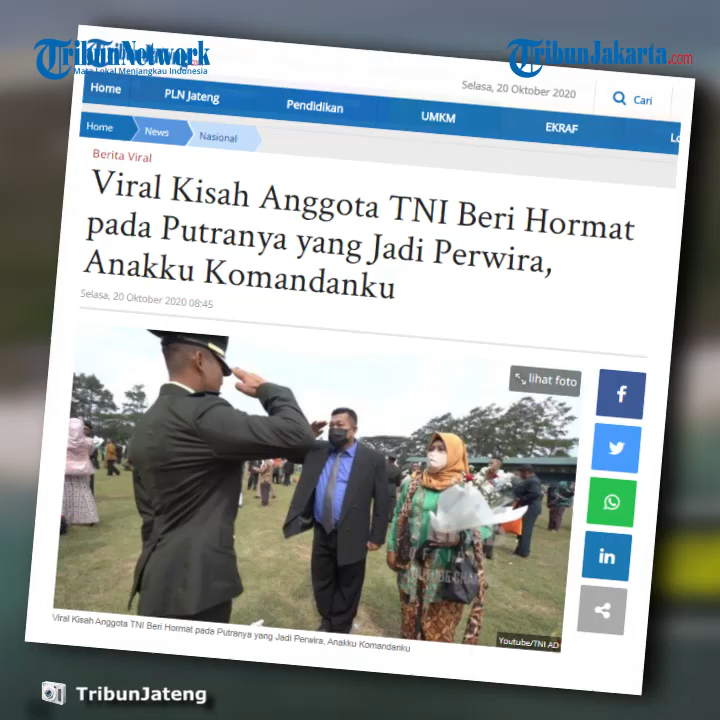 TribunNetwork
Mata Lokal Menjangkau Indonesia
TribunJakarta.com
Selasa, 20 Oktober 2020
Cari
Home
PLN Jateng
Pendidikan
UMKM
EKRAF
Lo
Home
News
Nasional
Berita Viral
Viral Kisah Anggota TNI Beri Hormat
pada Putranya yang Jadi Perwira,
Anakku Komandanku
Selasa, 20 Oktober 2020 08:45
lihat foto
Youtube/TNI AD
Viral Kisah Anggota TNI Beri Hormat pada Putranya yang Jadi Perwira, Anakku Komandanku
TribunJateng